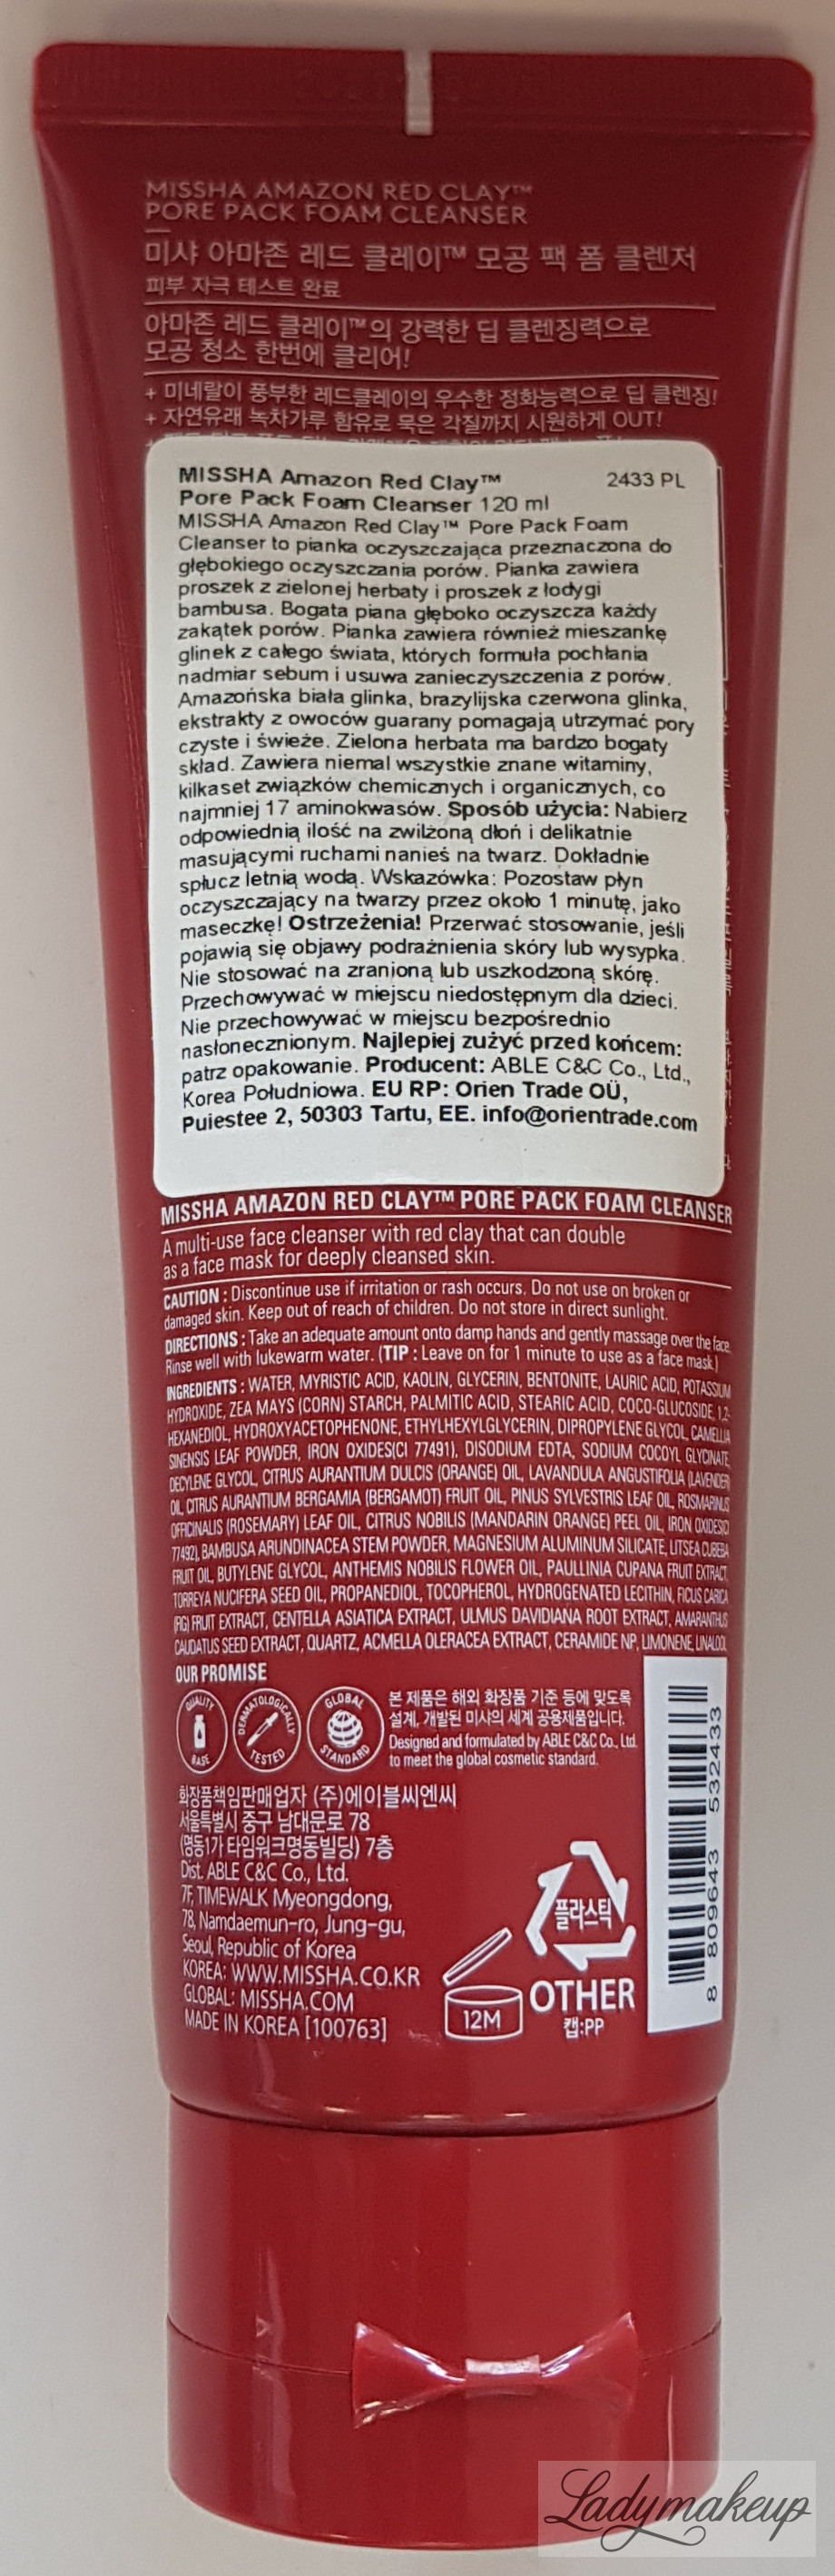 MISSHA AMAZON RED CLAY™
PORE PACK FOAM CLEANSER
미샤 아마존 레드 클레이™ 모공 팩 폼 클렌저
피부 자극 테스트 완료
아마존 레드 클레이™의 강력한 딥 클렌징력으로
모공 청소 한번에 클리어!
+ 미네랄이 풍부한 레드클레이의 우수한 정화능력으로 딥 클렌징!
+ 자연유래 녹차가루 함유로 묵은 각질까지 시원하게 OUT!
MISSHA Amazon Red Clay™ 2433 PL
Pore Pack Foam Cleanser 120 ml
MISSHA Amazon Red Clay™ Pore Pack Foam
Cleanser to pianka oczyszczająca przeznaczona do
głębokiego oczyszczania porów. Pianka zawiera
proszek z zielonej herbaty i proszek z łodygi
bambusa. Bogata piana głęboko oczyszcza każdy
zakątek porów. Pianka zawiera również mieszankę
glinek z całego świata, których formuła pochłania
nadmiar sebum i usuwa zanieczyszczenia z porów.
Amazońska biała glinka, brazylijska czerwona glinka,
ekstrakty z owoców guarany pomagają utrzymać pory
czyste i świeże. Zielona herbata ma bardzo bogaty
skład. Zawiera niemal wszystkie znane witaminy,
kilkaset związków chemicznych i organicznych, co
najmniej 17 aminokwasów. Sposób użycia: Nabierz
odpowiednią ilość na zwilżoną dłoń i delikatnie
masującymi ruchami nanieś na twarz. Dokładnie
spłucz letnią wodą. Wskazówka: Pozostaw płyn
oczyszczający na twarzy przez około 1 minutę, jako
maseczkę! Ostrzeżenia! Przerwać stosowanie, jeśli
pojawią się objawy podrażnienia skóry lub wysypka.
Nie stosować na zranioną lub uszkodzoną skórę.
Przechowywać w miejscu niedostępnym dla dzieci.
Nie przechowywać w miejscu bezpośrednio
nasłonecznionym. Najlepiej zużyć przed końcem:
patrz opakowanie. Producent: ABLE C&C Co., Ltd.,
Korea Południowa. EU RP: Orien Trade OÜ,
Puiestee 2, 50303 Tartu, EE. info@orientrade.com
MISSHA AMAZON RED CLAY™ PORE PACK FOAM CLEANSER
A multi-use face cleanser with red clay that can double
as a face mask for deeply cleansed skin.
CAUTION : Discontinue use if irritation or rash occurs. Do not use on broken or
damaged skin. Keep out of reach of children. Do not store in direct sunlight.
DIRECTIONS : Take an adequate amount onto damp hands and gently massage over the face.
Rinse well with lukewarm water. (TIP : Leave on for 1 minute to use as a face mask.)
INGREDIENTS : WATER, MYRISTIC ACID, KAOLIN, GLYCERIN, BENTONITE, LAURIC ACID, POTASSIUM
HYDROXIDE, ZEA MAYS (CORN) STARCH, PALMITIC ACID, STEARIC ACID, COCO-GLUCOSIDE, 1,2-
HEXANEDIOL, HYDROXYACETOPHENONE, ETHYLHEXYLGLYCERIN, DIPROPYLENE GLYCOL, CAMELLIA
SINENSIS LEAF POWDER, IRON OXIDES(CI 77491), DISODIUM EDTA, SODIUM COCOYL GLYCINATE,
DECYLENE GLYCOL, CITRUS AURANTIUM DULCIS (ORANGE) OIL, LAVANDULA ANGUSTIFOLIA (LAVENDER)
OIL, CITRUS AURANTIUM BERGAMIA (BERGAMOT) FRUIT OIL, PINUS SYLVESTRIS LEAF OIL, ROSMARINUS
OFFICINALIS (ROSEMARY) LEAF OIL, CITRUS NOBILIS (MANDARIN ORANGE) PEEL OIL, IRON OXIDES(CI
77492), BAMBUSA ARUNDINACEA STEM POWDER, MAGNESIUM ALUMINUM SILICATE, LITSEA CUBEBA
FRUIT OIL, BUTYLENE GLYCOL, ANTHEMIS NOBILIS FLOWER OIL, PAULLINIA CUPANA FRUIT EXTRACT,
TORREYA NUCIFERA SEED OIL, PROPANEDIOL, TOCOPHEROL, HYDROGENATED LECITHIN, FICUS CARICA
(FIG) FRUIT EXTRACT, CENTELLA ASIATICA EXTRACT, ULMUS DAVIDIANA ROOT EXTRACT, AMARANTHUS
CAUDATUS SEED EXTRACT, QUARTZ, ACMELLA OLERACEA EXTRACT, CERAMIDE NP, LIMONENE, LINALOOL
OUR PROMISE
QUALITY BASE
DERMATOLOGICALLY TESTED
GLOBAL STANDARD
본 제품은 해외 화장품 기준 등에 맞도록
설계, 개발된 미샤의 세계 공용제품입니다.
Designed and formulated by ABLE C&C Co., Ltd.
to meet the global cosmetic standard.
화장품책임판매업자 (주)에이블씨엔씨
서울특별시 중구 남대문로 78
(명동1가 타임워크명동빌딩) 7층
Dist. ABLE C&C Co., Ltd.
7F, TIMEWALK Myeongdong,
78, Namdaemun-ro, Jung-gu,
Seoul, Republic of Korea
KOREA: WWW.MISSHA.CO.KR
GLOBAL: MISSHA.COM
MADE IN KOREA [100763]
12M
플라스틱
OTHER
캡:PP
8 809643 532433
Ladymakeup